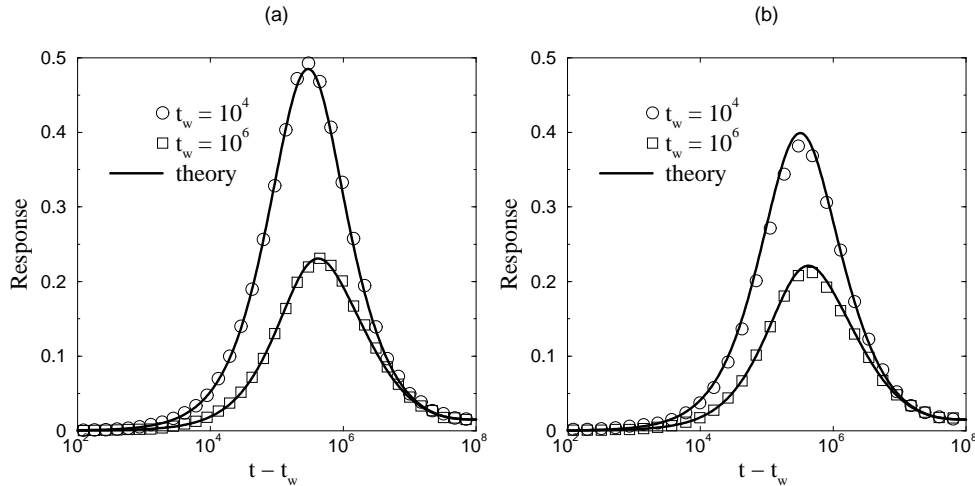 (a)
0.5
0.4
0.3
0.2
0.1
0
Response
t_w = 10^4
t_w = 10^6
theory
10^2
10^4
10^6
10^8
t − t_w
(b)
0.5
0.4
0.3
0.2
0.1
0
Response
t_w = 10^4
t_w = 10^6
theory
10^2
10^4
10^6
10^8
t − t_w